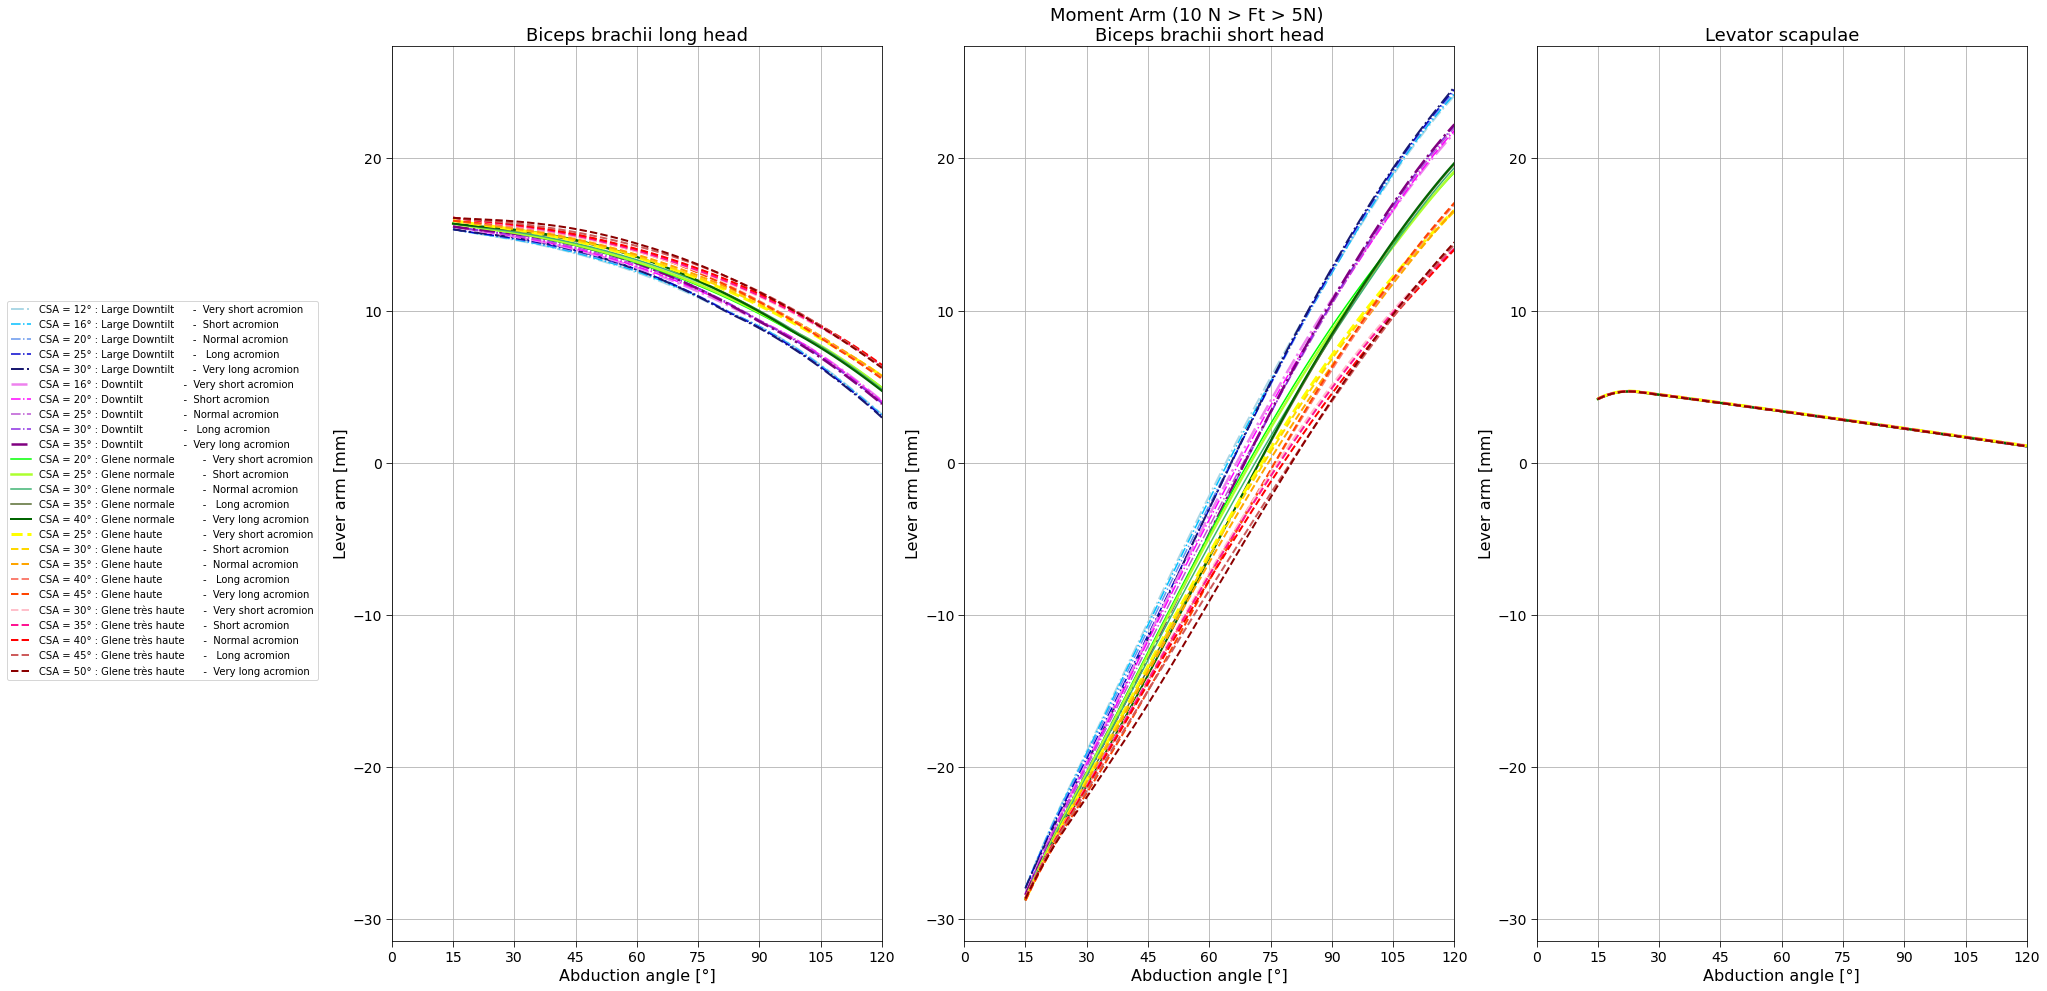 Moment Arm (10 N > Ft > 5N)
Biceps brachii long head
Biceps brachii short head
Levator scapulae
CSA = 12° : Large Downtilt - Very short acromion
CSA = 16° : Large Downtilt - Short acromion
CSA = 20° : Large Downtilt - Normal acromion
CSA = 25° : Large Downtilt - Long acromion
CSA = 30° : Large Downtilt - Very long acromion
CSA = 16° : Downtilt - Very short acromion
CSA = 20° : Downtilt - Short acromion
CSA = 25° : Downtilt - Normal acromion
CSA = 30° : Downtilt - Long acromion
CSA = 35° : Downtilt - Very long acromion
CSA = 20° : Glene normale - Very short acromion
CSA = 25° : Glene normale - Short acromion
CSA = 30° : Glene normale - Normal acromion
CSA = 35° : Glene normale - Long acromion
CSA = 40° : Glene normale - Very long acromion
CSA = 25° : Glene haute - Very short acromion
CSA = 30° : Glene haute - Short acromion
CSA = 35° : Glene haute - Normal acromion
CSA = 40° : Glene haute - Long acromion
CSA = 45° : Glene haute - Very long acromion
CSA = 30° : Glene très haute - Very short acromion
CSA = 35° : Glene très haute - Short acromion
CSA = 40° : Glene très haute - Normal acromion
CSA = 45° : Glene très haute - Long acromion
CSA = 50° : Glene très haute - Very long acromion
Lever arm [mm]
20
10
0
−10
−20
−30
0 15 30 45 60 75 90 105 120
Abduction angle [°]
Lever arm [mm]
20
10
0
−10
−20
−30
0 15 30 45 60 75 90 105 120
Abduction angle [°]
Lever arm [mm]
20
10
0
−10
−20
−30
0 15 30 45 60 75 90 105 120
Abduction angle [°]